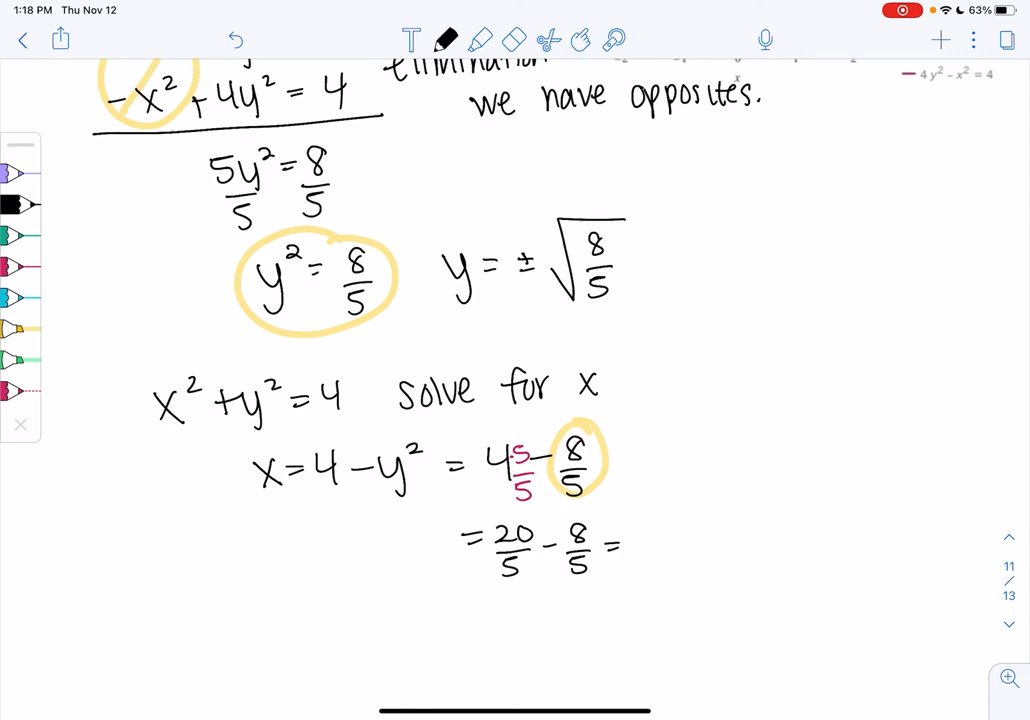 1:18 PM Thu Nov 12 63%
elimination
4y² - x² = 4
-x² + 4y² = 4 we have opposites.
5y²/5 = 8/5
y² = 8/5 y = ± √(8/5)
x² + y² = 4 solve for x
x = 4 - y² = 4·5/5 - 8/5
= 20/5 - 8/5 =
11
/
13